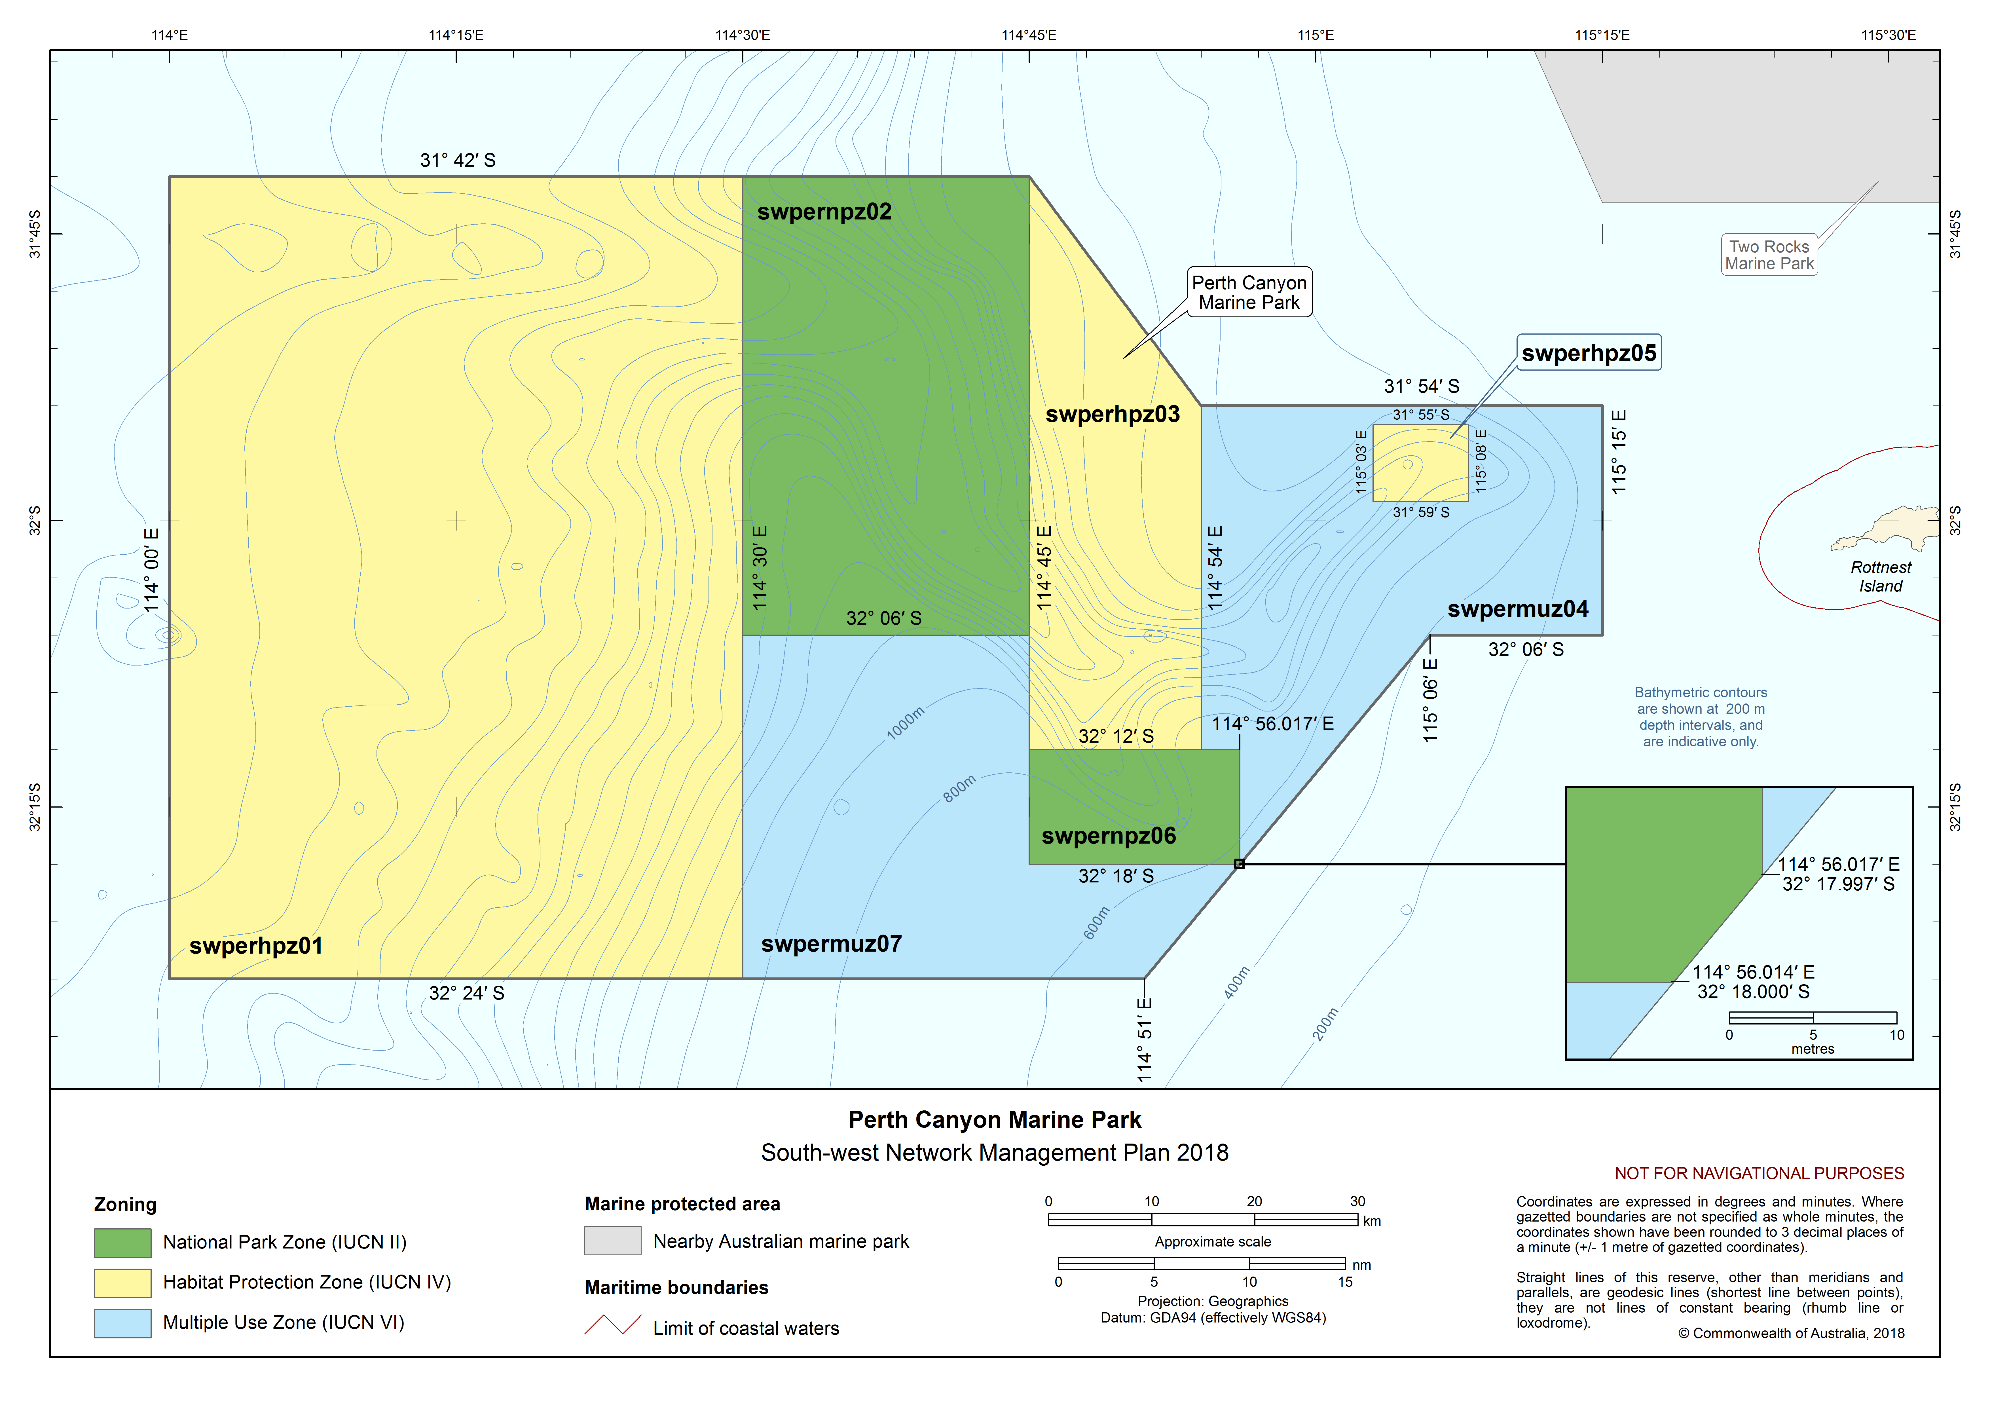 114°E
114°15'E
114°30'E
114°45'E
115°E
115°15'E
115°30'E
31° 42′ S
swpernpz02
31°45'S
31°45'S
Two Rocks
Marine Park
Perth Canyon
Marine Park
swperhpz05
31° 54′ S
swperhpz03
31° 55′ S
115° 03′ E
115° 08′ E
115° 15′ E
31° 59′ S
32°S
32°S
114° 00′ E
114° 30′ E
114° 45′ E
114° 54′ E
Rottnest
Island
swpermuz04
32° 06′ S
32° 06′ S
115° 06′ E
Bathymetric contours
are shown at 200 m
depth intervals, and
are indicative only.
1000m
114° 56.017′ E
32° 12′ S
800m
32°15'S
32°15'S
swpernpz06
32° 18′ S
114° 56.017′ E
32° 17.997′ S
600m
swperhpz01
swpermuz07
114° 56.014′ E
32° 18.000′ S
32° 24′ S
400m
200m
114° 51′ E
0 5 10
metres
Perth Canyon Marine Park
South-west Network Management Plan 2018
Zoning
National Park Zone (IUCN II)
Habitat Protection Zone (IUCN IV)
Multiple Use Zone (IUCN VI)
Marine protected area
Nearby Australian marine park
Maritime boundaries
Limit of coastal waters
0 10 20 30
km
Approximate scale
nm
0 5 10 15
Projection: Geographics
Datum: GDA94 (effectively WGS84)
NOT FOR NAVIGATIONAL PURPOSES
Coordinates are expressed in degrees and minutes. Where
gazetted boundaries are not specified as whole minutes, the
coordinates shown have been rounded to 3 decimal places of
a minute (+/- 1 metre of gazetted coordinates).
Straight lines of this reserve, other than meridians and
parallels, are geodesic lines (shortest line between points),
they are not lines of constant bearing (rhumb line or
loxodrome).
© Commonwealth of Australia, 2018